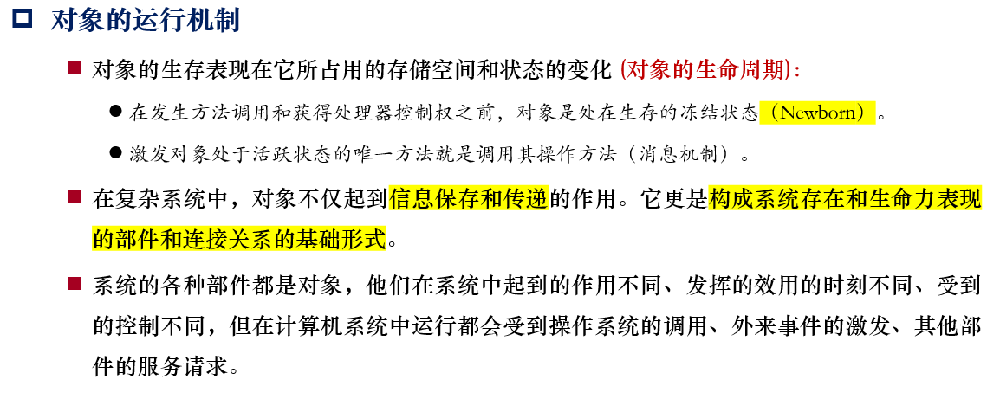 对象的运行机制
对象的生存表现在它所占用的存储空间和状态的变化 (对象的生命周期)：
在发生方法调用和获得处理器控制权之前，对象是处在生存的冻结状态（Newborn）。
激发对象处于活跃状态的唯一方法就是调用其操作方法（消息机制）。
在复杂系统中，对象不仅起到信息保存和传递的作用。它更是构成系统存在和生命力表现
的部件和连接关系的基础形式。
系统的各种部件都是对象，他们在系统中起到的作用不同、发挥的效用的时刻不同、受到
的控制不同，但在计算机系统中运行都会受到操作系统的调用、外来事件的激发、其他部
件的服务请求。